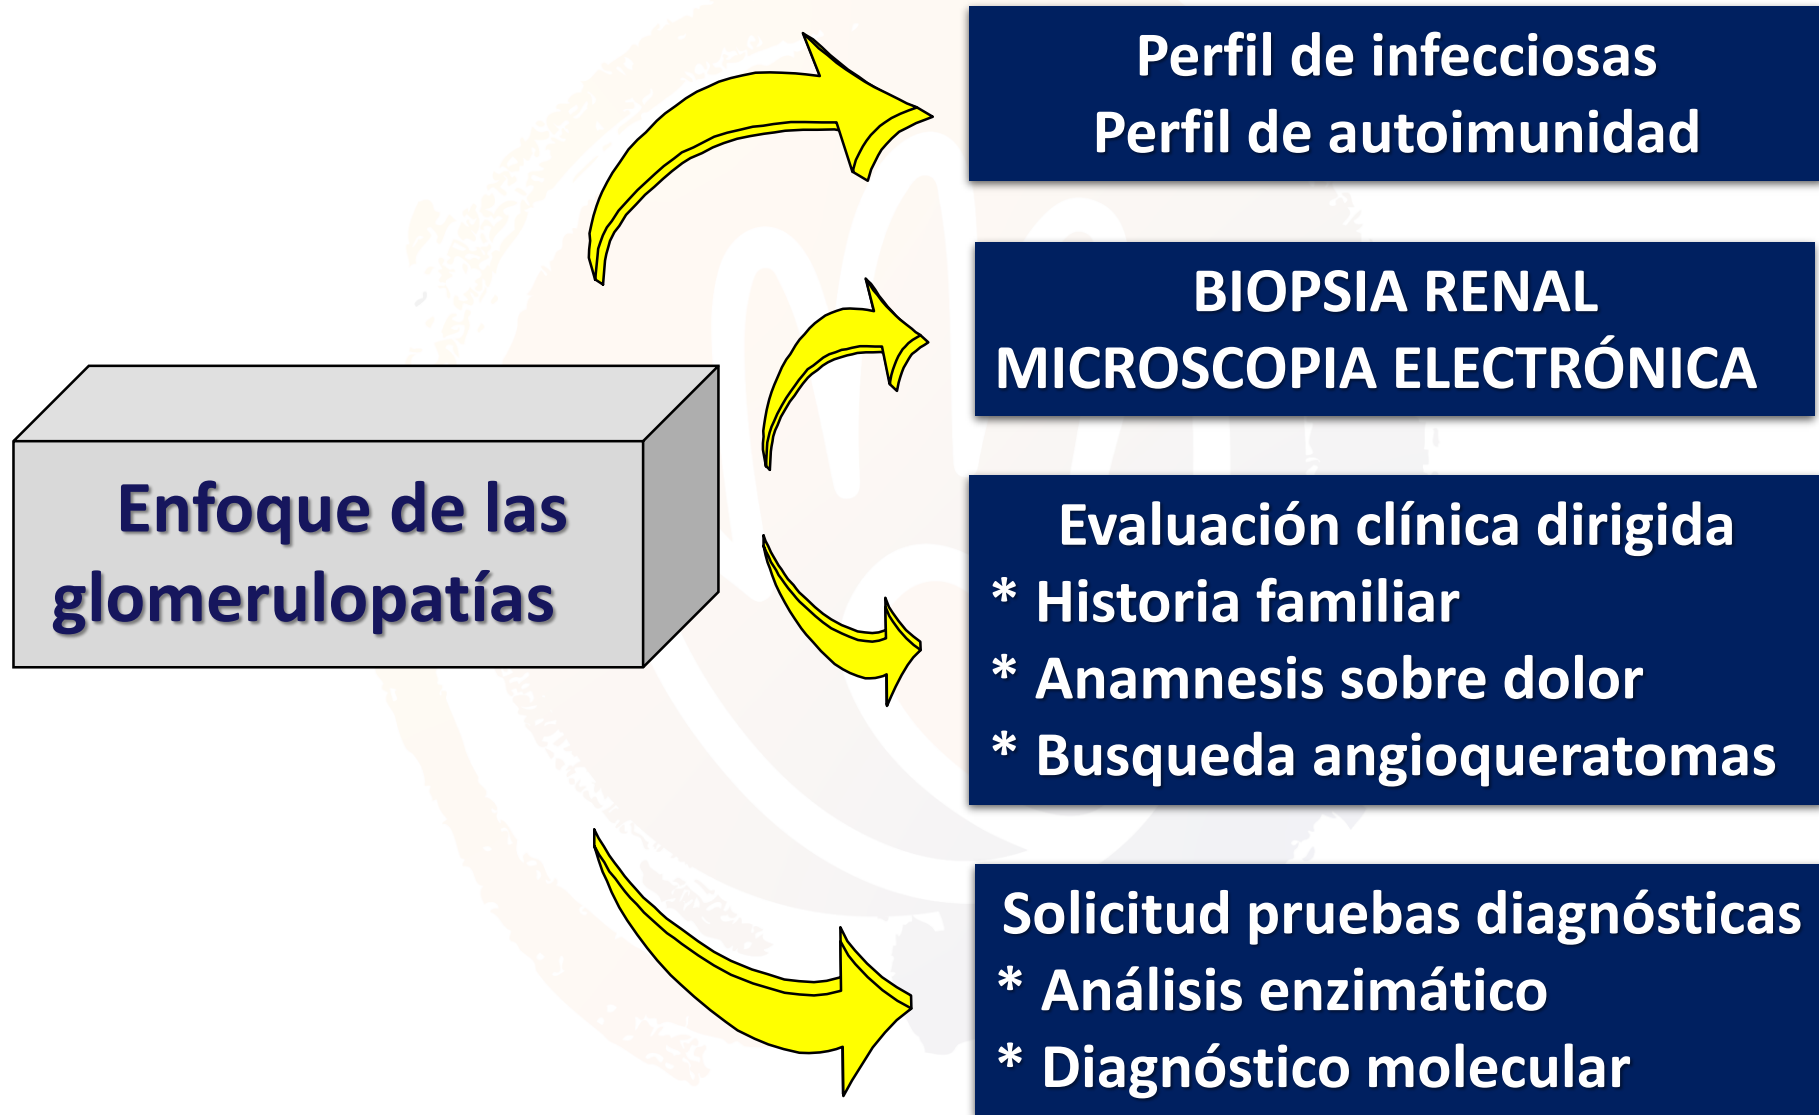 Enfoque de las
glomerulopatías
Perfil de infecciosas
Perfil de autoimunidad
BIOPSIA RENAL
MICROSCOPIA ELECTRÓNICA
Evaluación clínica dirigida
* Historia familiar
* Anamnesis sobre dolor
* Busqueda angioqueratomas
Solicitud pruebas diagnósticas
* Análisis enzimático
* Diagnóstico molecular